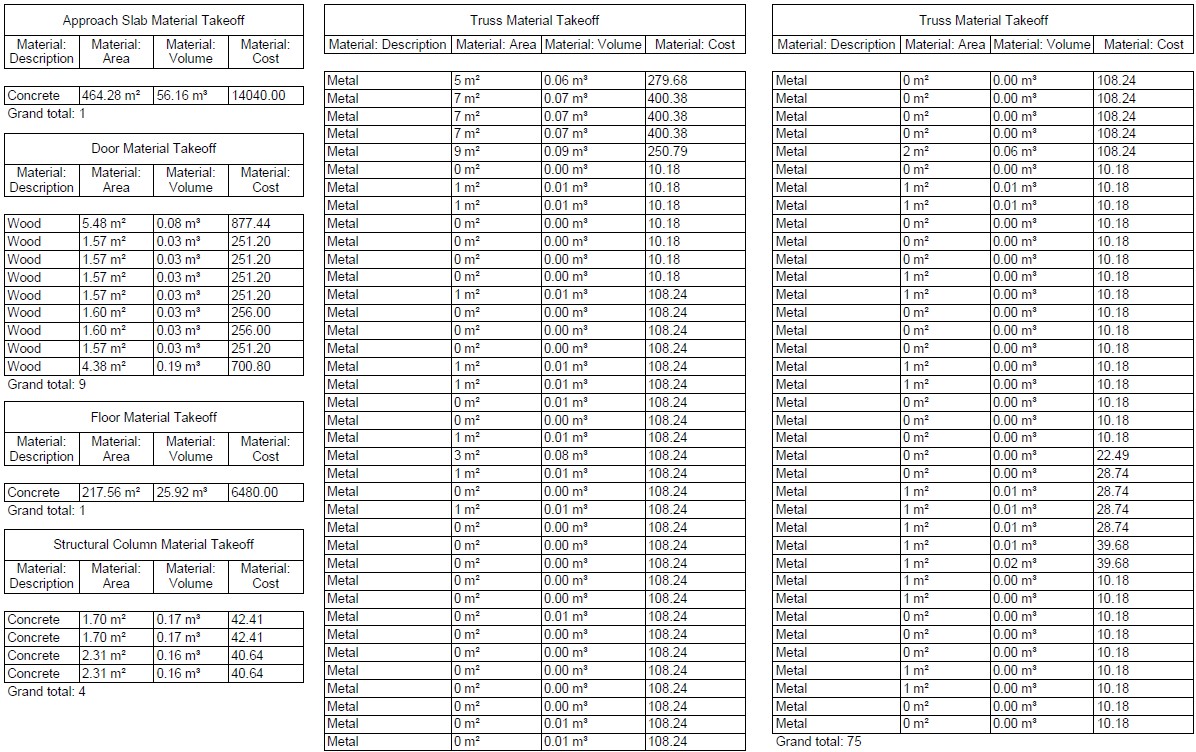 Approach Slab Material Takeoff
Material: Description Material: Area Material: Volume Material: Cost
Concrete 464.28 m² 56.16 m³ 14040.00
Grand total: 1
Door Material Takeoff
Material: Description Material: Area Material: Volume Material: Cost
Wood 5.48 m² 0.08 m³ 877.44
Wood 1.57 m² 0.03 m³ 251.20
Wood 1.57 m² 0.03 m³ 251.20
Wood 1.57 m² 0.03 m³ 251.20
Wood 1.57 m² 0.03 m³ 251.20
Wood 1.60 m² 0.03 m³ 256.00
Wood 1.60 m² 0.03 m³ 256.00
Wood 1.57 m² 0.03 m³ 251.20
Wood 4.38 m² 0.19 m³ 700.80
Grand total: 9
Floor Material Takeoff
Material: Description Material: Area Material: Volume Material: Cost
Concrete 217.56 m² 25.92 m³ 6480.00
Grand total: 1
Structural Column Material Takeoff
Material: Description Material: Area Material: Volume Material: Cost
Concrete 1.70 m² 0.17 m³ 42.41
Concrete 1.70 m² 0.17 m³ 42.41
Concrete 2.31 m² 0.16 m³ 40.64
Concrete 2.31 m² 0.16 m³ 40.64
Grand total: 4
Truss Material Takeoff
Material: Description Material: Area Material: Volume Material: Cost
Metal 5 m² 0.06 m³ 279.68
Metal 7 m² 0.07 m³ 400.38
Metal 7 m² 0.07 m³ 400.38
Metal 7 m² 0.07 m³ 400.38
Metal 9 m² 0.09 m³ 250.79
Metal 0 m² 0.00 m³ 10.18
Metal 1 m² 0.01 m³ 10.18
Metal 1 m² 0.01 m³ 10.18
Metal 0 m² 0.00 m³ 10.18
Metal 0 m² 0.00 m³ 10.18
Metal 0 m² 0.00 m³ 10.18
Metal 0 m² 0.00 m³ 10.18
Metal 1 m² 0.01 m³ 108.24
Metal 0 m² 0.00 m³ 108.24
Metal 0 m² 0.00 m³ 108.24
Metal 0 m² 0.00 m³ 108.24
Metal 1 m² 0.01 m³ 108.24
Metal 1 m² 0.01 m³ 108.24
Metal 0 m² 0.01 m³ 108.24
Metal 0 m² 0.00 m³ 108.24
Metal 1 m² 0.01 m³ 108.24
Metal 3 m² 0.08 m³ 108.24
Metal 1 m² 0.01 m³ 108.24
Metal 0 m² 0.00 m³ 108.24
Metal 1 m² 0.01 m³ 108.24
Metal 0 m² 0.00 m³ 108.24
Metal 0 m² 0.00 m³ 108.24
Metal 0 m² 0.00 m³ 108.24
Metal 0 m² 0.00 m³ 108.24
Metal 0 m² 0.00 m³ 108.24
Metal 0 m² 0.01 m³ 108.24
Metal 0 m² 0.00 m³ 108.24
Metal 0 m² 0.00 m³ 108.24
Metal 0 m² 0.00 m³ 108.24
Metal 0 m² 0.00 m³ 108.24
Metal 0 m² 0.00 m³ 108.24
Metal 0 m² 0.01 m³ 108.24
Metal 0 m² 0.01 m³ 108.24
Truss Material Takeoff
Material: Description Material: Area Material: Volume Material: Cost
Metal 0 m² 0.00 m³ 108.24
Metal 0 m² 0.00 m³ 108.24
Metal 0 m² 0.00 m³ 108.24
Metal 0 m² 0.00 m³ 108.24
Metal 2 m² 0.06 m³ 108.24
Metal 0 m² 0.00 m³ 10.18
Metal 1 m² 0.01 m³ 10.18
Metal 1 m² 0.01 m³ 10.18
Metal 0 m² 0.00 m³ 10.18
Metal 0 m² 0.00 m³ 10.18
Metal 0 m² 0.00 m³ 10.18
Metal 1 m² 0.00 m³ 10.18
Metal 1 m² 0.00 m³ 10.18
Metal 0 m² 0.00 m³ 10.18
Metal 0 m² 0.00 m³ 10.18
Metal 0 m² 0.00 m³ 10.18
Metal 1 m² 0.00 m³ 10.18
Metal 1 m² 0.00 m³ 10.18
Metal 0 m² 0.00 m³ 10.18
Metal 0 m² 0.00 m³ 10.18
Metal 0 m² 0.00 m³ 10.18
Metal 0 m² 0.00 m³ 22.49
Metal 0 m² 0.00 m³ 28.74
Metal 1 m² 0.01 m³ 28.74
Metal 1 m² 0.01 m³ 28.74
Metal 1 m² 0.01 m³ 28.74
Metal 1 m² 0.01 m³ 39.68
Metal 1 m² 0.02 m³ 39.68
Metal 1 m² 0.00 m³ 10.18
Metal 1 m² 0.00 m³ 10.18
Metal 0 m² 0.00 m³ 10.18
Metal 0 m² 0.00 m³ 10.18
Metal 0 m² 0.00 m³ 10.18
Metal 1 m² 0.00 m³ 10.18
Metal 1 m² 0.00 m³ 10.18
Metal 0 m² 0.00 m³ 10.18
Metal 0 m² 0.00 m³ 10.18
Grand total: 75